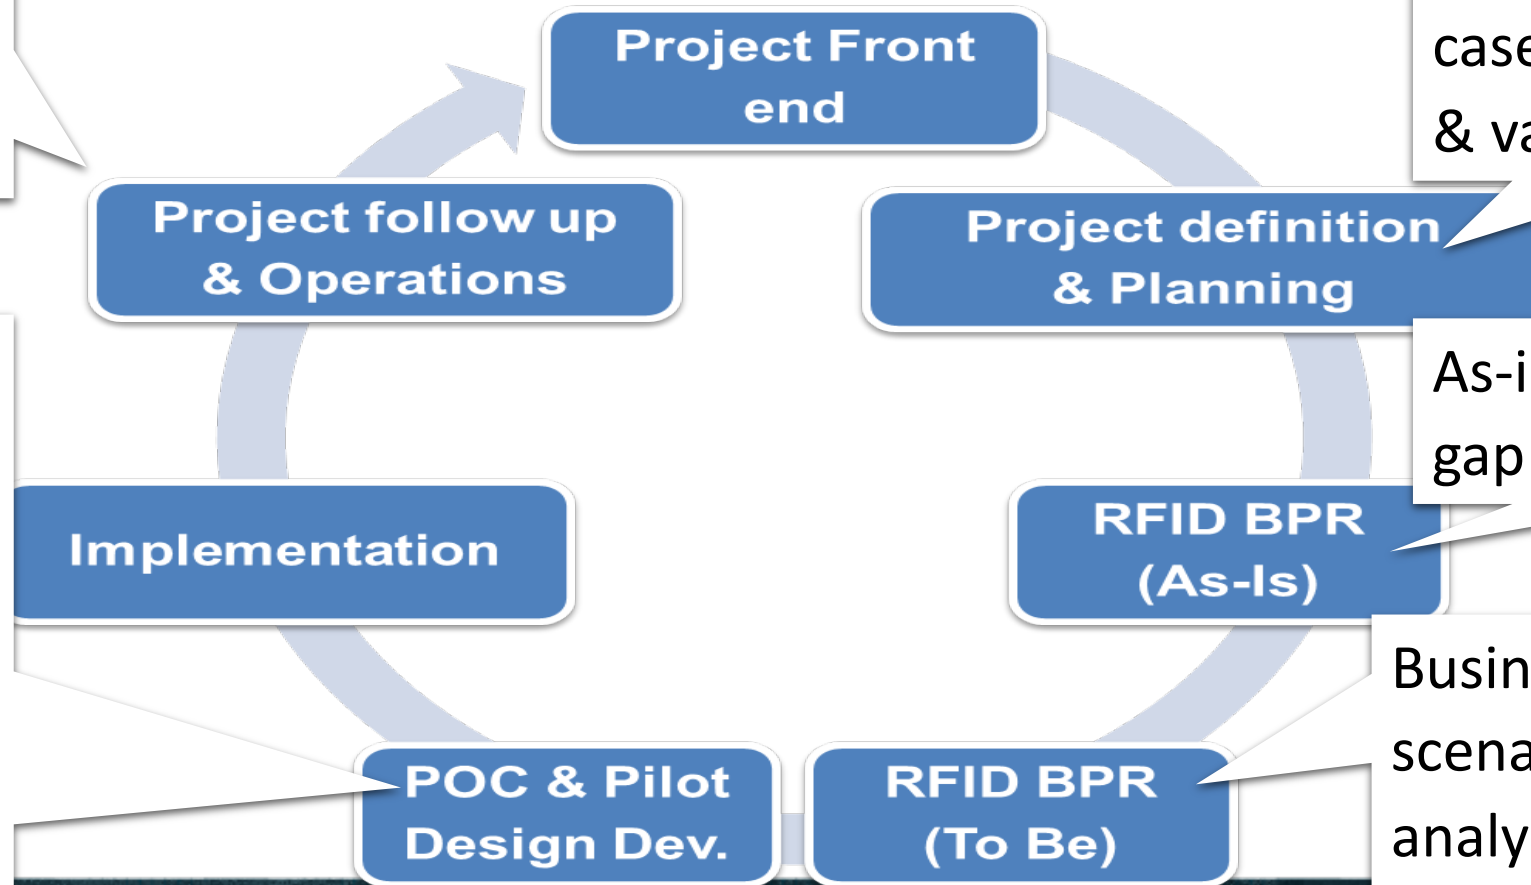 Project Front
end
case
& va
Project follow up
& Operations
Project definition
& Planning
As-i
gap
Implementation
RFID BPR
(As-Is)
Busin
scena
analy
POC & Pilot
Design Dev.
RFID BPR
(To Be)